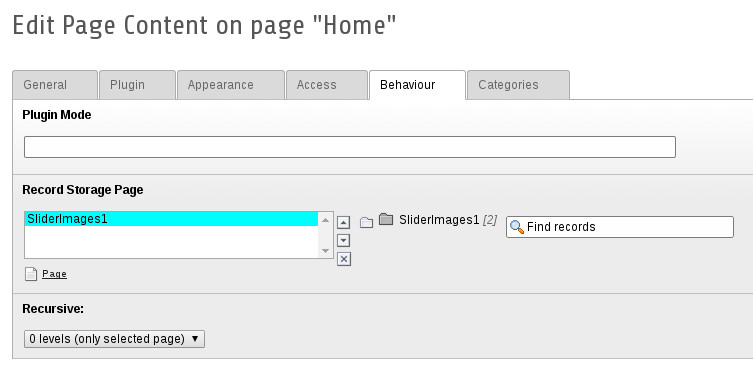 Edit Page Content on page "Home"
General Plugin Appearance Access Behaviour Categories
Plugin Mode
Record Storage Page
SliderImages1
SliderImages1 [2]
Find records
Page
Recursive:
0 levels (only selected page)